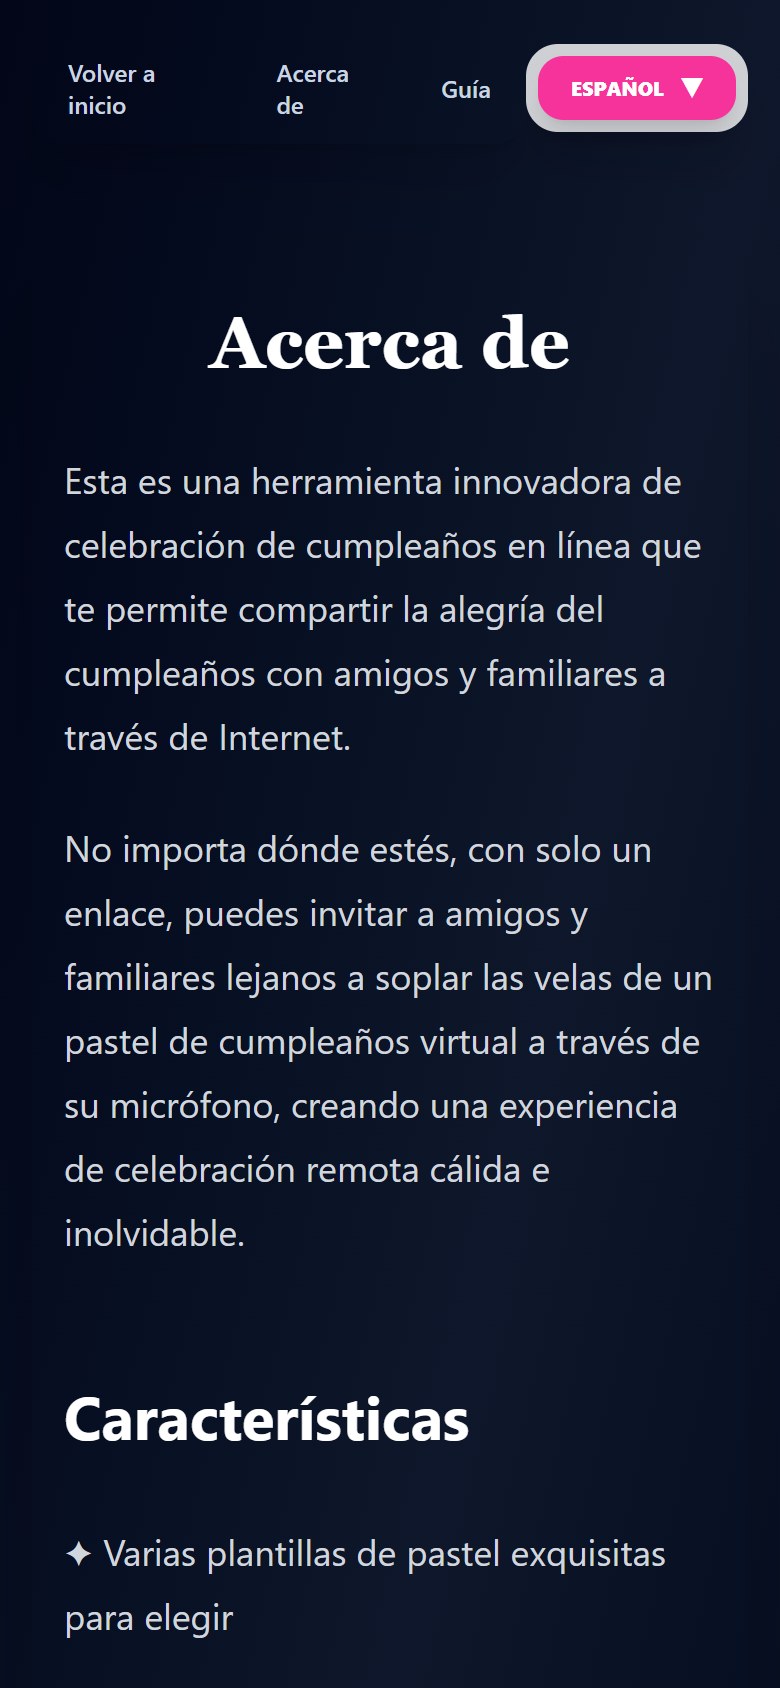 Volver a
inicio
Acerca
de
Guía
ESPAÑOL ▼
Acerca de
Esta es una herramienta innovadora de
celebración de cumpleaños en línea que
te permite compartir la alegría del
cumpleaños con amigos y familiares a
través de Internet.
No importa dónde estés, con solo un
enlace, puedes invitar a amigos y
familiares lejanos a soplar las velas de un
pastel de cumpleaños virtual a través de
su micrófono, creando una experiencia
de celebración remota cálida e
inolvidable.
Características
✦ Varias plantillas de pastel exquisitas
para elegir